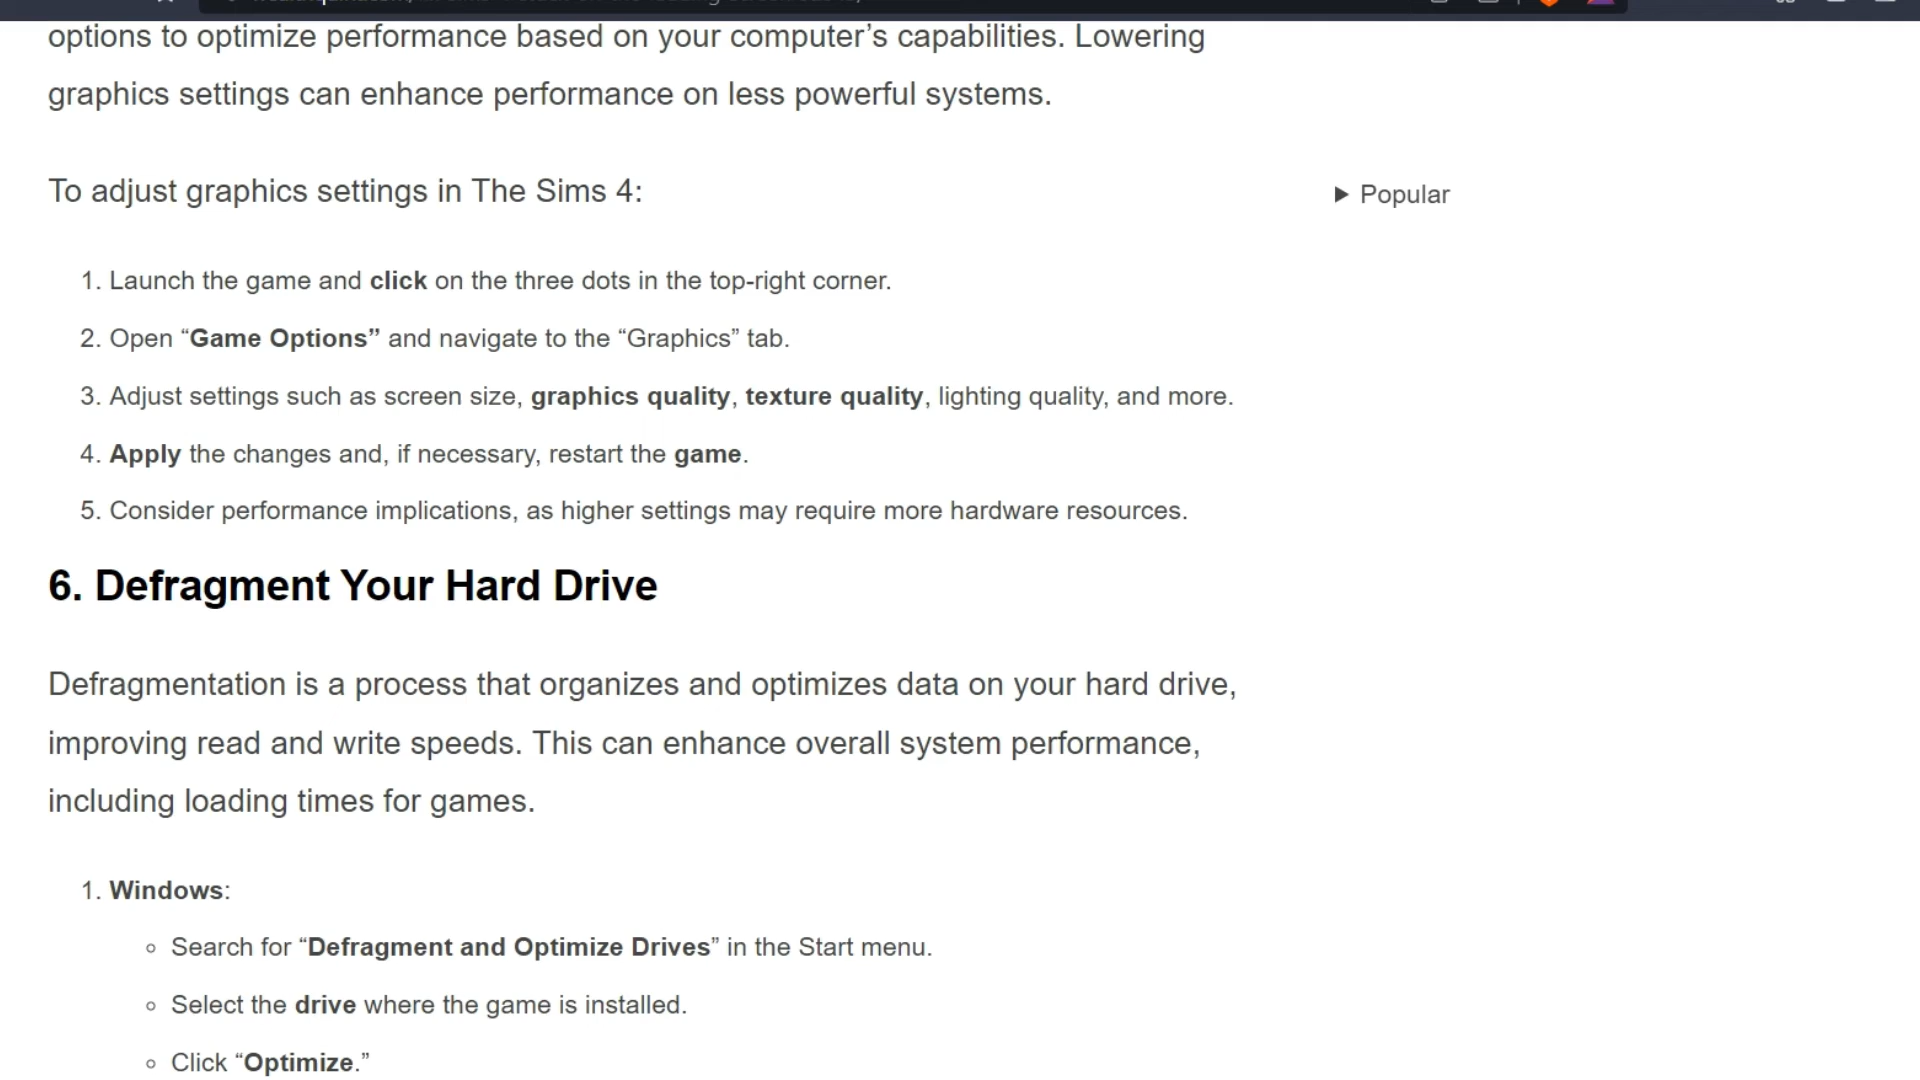 options to optimize performance based on your computer’s capabilities. Lowering
graphics settings can enhance performance on less powerful systems.
To adjust graphics settings in The Sims 4:
▶ Popular
1. Launch the game and click on the three dots in the top-right corner.
2. Open “Game Options” and navigate to the “Graphics” tab.
3. Adjust settings such as screen size, graphics quality, texture quality, lighting quality, and more.
4. Apply the changes and, if necessary, restart the game.
5. Consider performance implications, as higher settings may require more hardware resources.
6. Defragment Your Hard Drive
Defragmentation is a process that organizes and optimizes data on your hard drive,
improving read and write speeds. This can enhance overall system performance,
including loading times for games.
1. Windows:
Search for “Defragment and Optimize Drives” in the Start menu.
Select the drive where the game is installed.
Click “Optimize.”